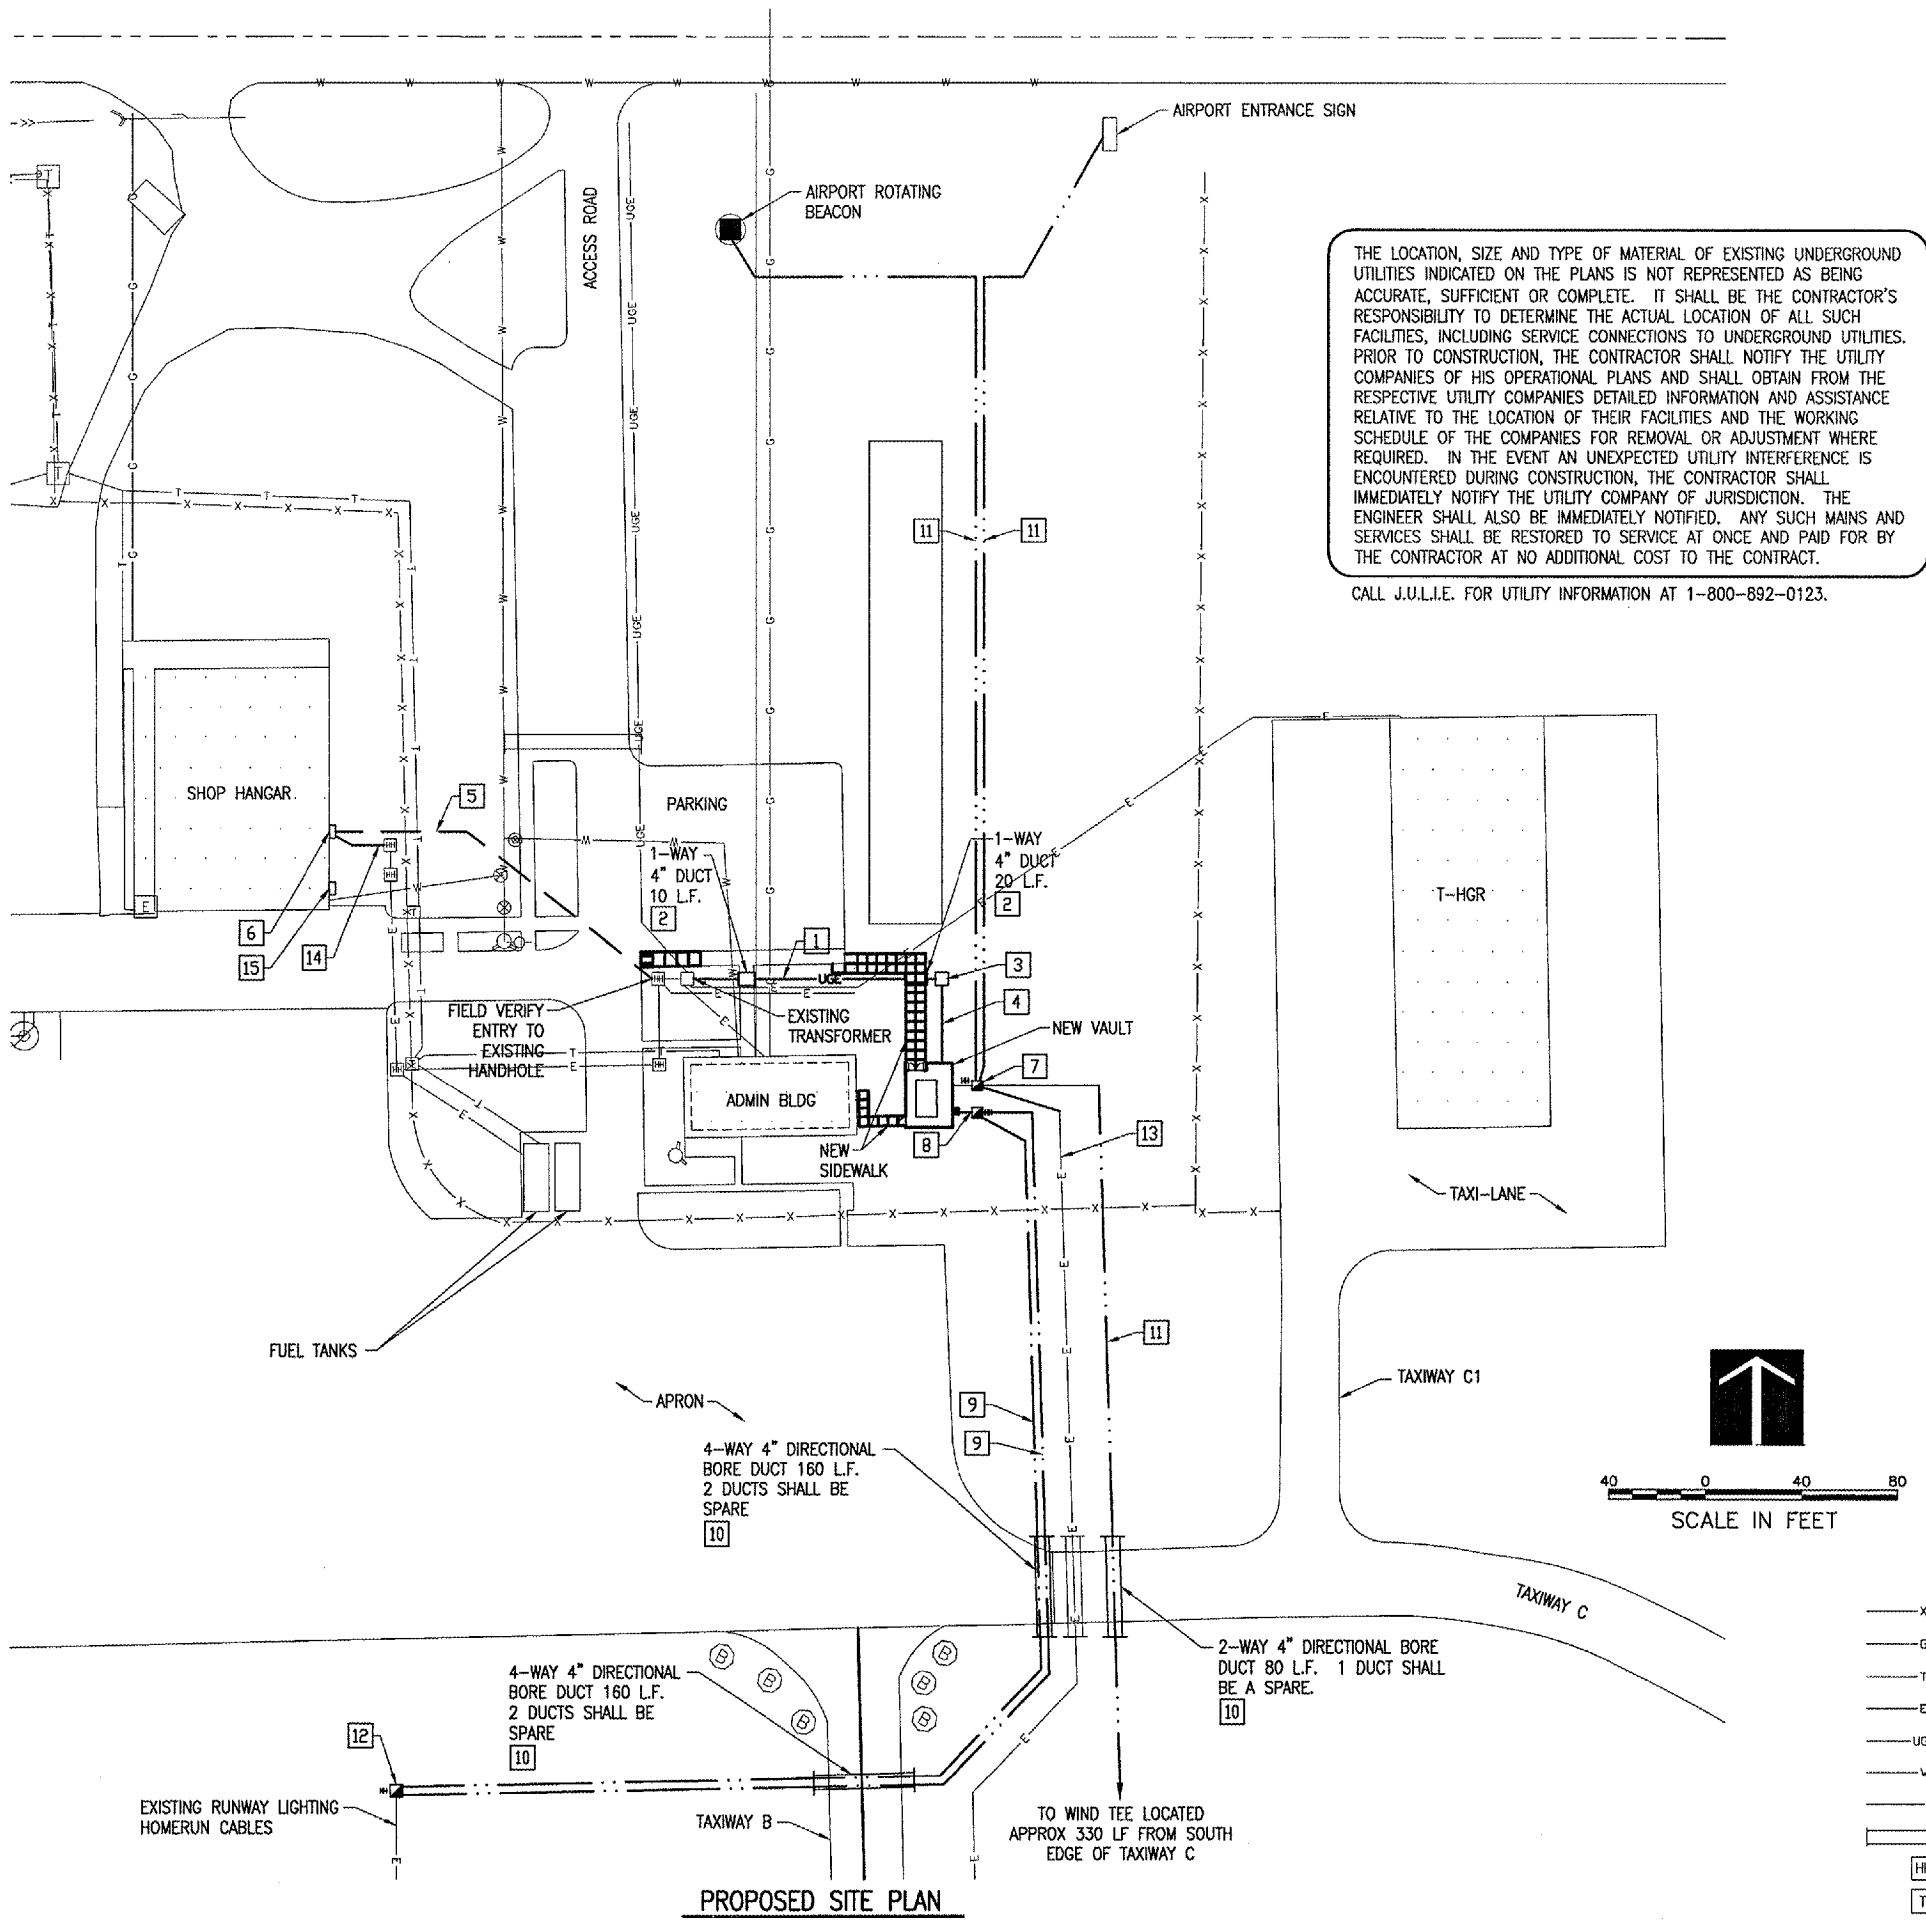 AIRPORT ENTRANCE SIGN
AIRPORT ROTATING
BEACON
ACCESS ROAD
THE LOCATION, SIZE AND TYPE OF MATERIAL OF EXISTING UNDERGROUND
UTILITIES INDICATED ON THE PLANS IS NOT REPRESENTED AS BEING
ACCURATE, SUFFICIENT OR COMPLETE. IT SHALL BE THE CONTRACTOR'S
RESPONSIBILITY TO DETERMINE THE ACTUAL LOCATION OF ALL SUCH
FACILITIES, INCLUDING SERVICE CONNECTIONS TO UNDERGROUND UTILITIES.
PRIOR TO CONSTRUCTION, THE CONTRACTOR SHALL NOTIFY THE UTILITY
COMPANIES OF HIS OPERATIONAL PLANS AND SHALL OBTAIN FROM THE
RESPECTIVE UTILITY COMPANIES DETAILED INFORMATION AND ASSISTANCE
RELATIVE TO THE LOCATION OF THEIR FACILITIES AND THE WORKING
SCHEDULE OF THE COMPANIES FOR REMOVAL OR ADJUSTMENT WHERE
REQUIRED. IN THE EVENT AN UNEXPECTED UTILITY INTERFERENCE IS
ENCOUNTERED DURING CONSTRUCTION, THE CONTRACTOR SHALL
IMMEDIATELY NOTIFY THE UTILITY COMPANY OF JURISDICTION. THE
ENGINEER SHALL ALSO BE IMMEDIATELY NOTIFIED. ANY SUCH MAINS AND
SERVICES SHALL BE RESTORED TO SERVICE AT ONCE AND PAID FOR BY
THE CONTRACTOR AT NO ADDITIONAL COST TO THE CONTRACT.
CALL J.U.L.I.E. FOR UTILITY INFORMATION AT 1-800-892-0123.
11
11
SHOP HANGAR
5
PARKING
1-WAY
4" DUCT
10 L.F.
2
1-WAY
4" DUCT
20 L.F.
2
T-HGR
E
6
15
14
1
UGE
3
4
FIELD VERIFY
ENTRY TO
EXISTING
HANDHOLE
EXISTING
TRANSFORMER
NEW VAULT
7
ADMIN BLDG
8
13
NEW
SIDEWALK
TAXI-LANE
FUEL TANKS
11
APRON
9
9
TAXIWAY C1
4-WAY 4" DIRECTIONAL
BORE DUCT 160 L.F.
2 DUCTS SHALL BE
SPARE
10
40 0 40 80
SCALE IN FEET
TAXIWAY C
2-WAY 4" DIRECTIONAL BORE
DUCT 80 L.F. 1 DUCT SHALL
BE A SPARE.
10
4-WAY 4" DIRECTIONAL
BORE DUCT 160 L.F.
2 DUCTS SHALL BE
SPARE
10
12
EXISTING RUNWAY LIGHTING
HOMERUN CABLES
TAXIWAY B
TO WIND TEE LOCATED
APPROX 330 LF FROM SOUTH
EDGE OF TAXIWAY C
PROPOSED SITE PLAN